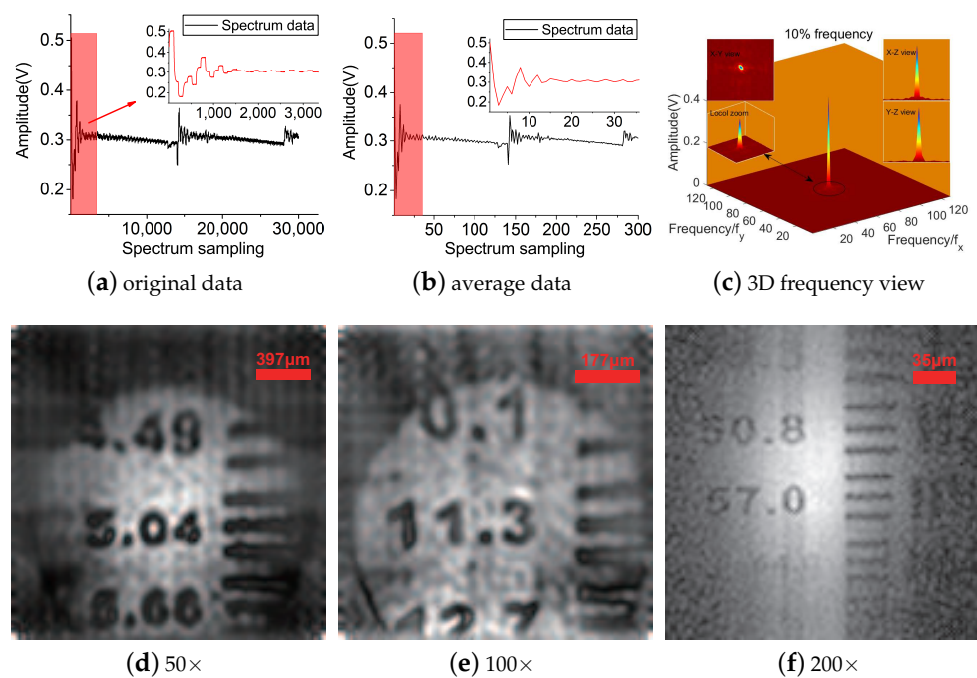 0.5
0.4
0.3
0.2
Amplitude(V)
10,000
20,000
30,000
Spectrum sampling
Spectrum data
0.5
0.4
0.3
0.2
0
1,000
2,000
3,000
(a) original data
0.5
0.4
0.3
0.2
Amplitude(V)
50
100
150
200
250
300
Spectrum sampling
Spectrum data
0.5
0.4
0.3
0.2
10
20
30
(b) average data
10% frequency
X-Y view
X-Z view
Locol zoom
Y-Z view
Amplitude(V)
0.4
0.2
0
120
100
80
60
40
20
Frequency/fy
20
40
60
80
100
120
Frequency/fx
(c) 3D frequency view
397μm
.49
3.04
6.66
(d) 50×
177μm
0.1
11.3
(e) 100×
35μm
50.8
57.0
(f) 200×